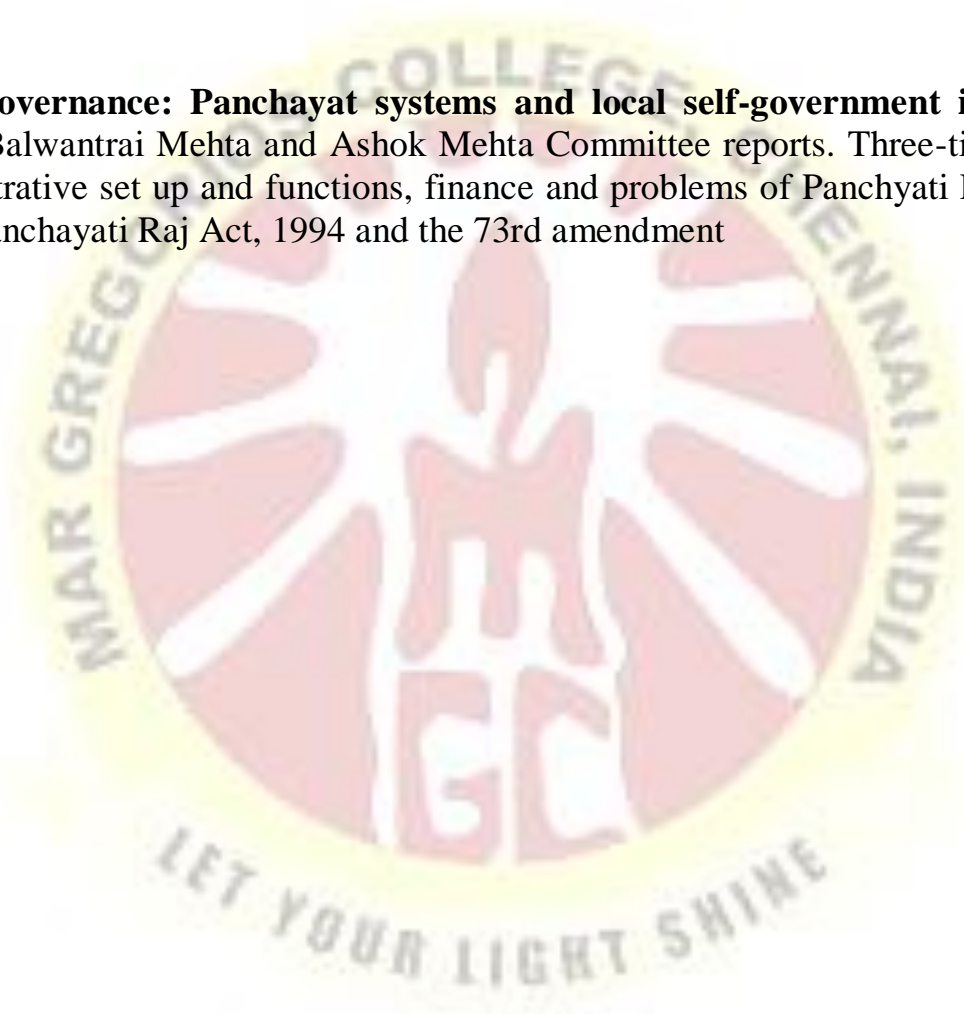 overnance: Panchayat systems and local self-government i
Balwantrai Mehta and Ashok Mehta Committee reports. Three-ti
trative set up and functions, finance and problems of Panchyati
anchayati Raj Act, 1994 and the 73rd amendment
MAR GREGORIOS COLLEGE, CHENNAI, INDIA
MGC
LET YOUR LIGHT SHINE